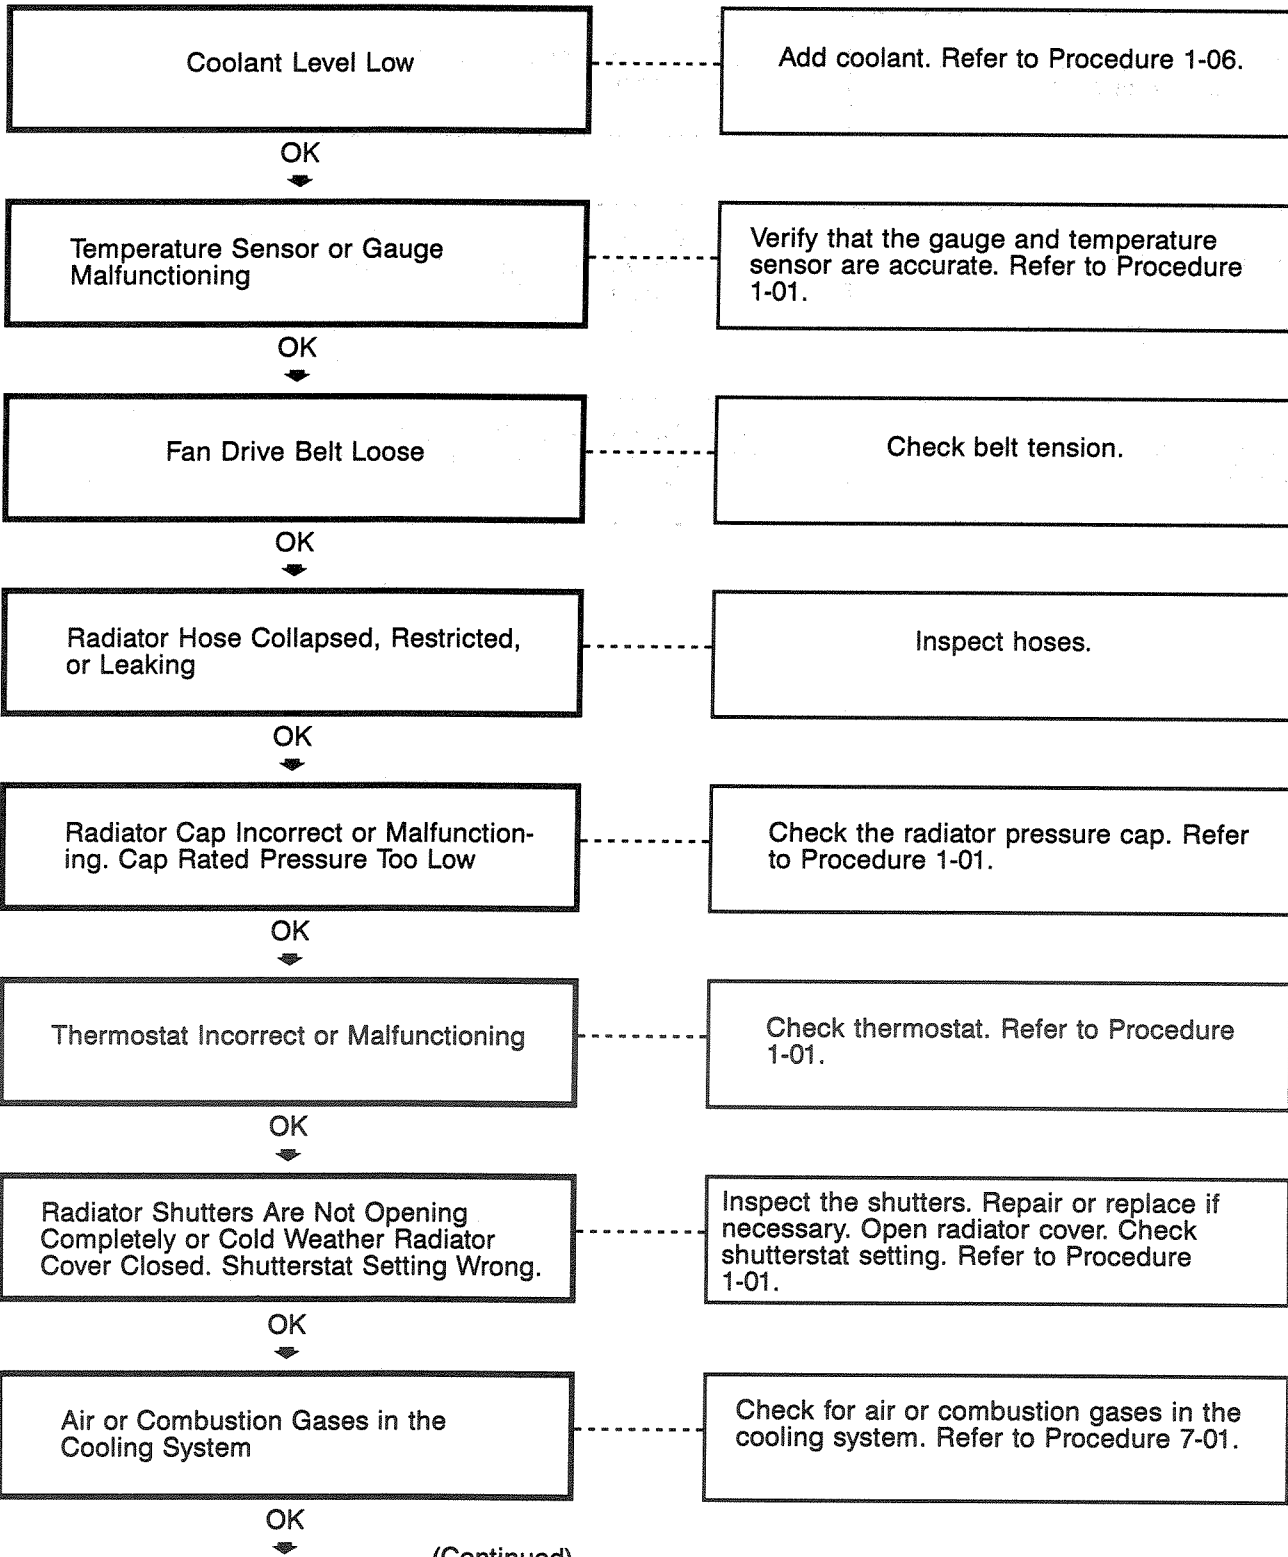 Coolant Level Low
Add coolant. Refer to Procedure 1-06.
OK
Temperature Sensor or Gauge
Malfunctioning
Verify that the gauge and temperature
sensor are accurate. Refer to Procedure
1-01.
OK
Fan Drive Belt Loose
Check belt tension.
OK
Radiator Hose Collapsed, Restricted,
or Leaking
Inspect hoses.
OK
Radiator Cap Incorrect or Malfunction-
ing. Cap Rated Pressure Too Low
Check the radiator pressure cap. Refer
to Procedure 1-01.
OK
Thermostat Incorrect or Malfunctioning
Check thermostat. Refer to Procedure
1-01.
OK
Radiator Shutters Are Not Opening
Completely or Cold Weather Radiator
Cover Closed. Shutterstat Setting Wrong.
Inspect the shutters. Repair or replace if
necessary. Open radiator cover. Check
shutterstat setting. Refer to Procedure
1-01.
OK
Air or Combustion Gases in the
Cooling System
Check for air or combustion gases in the
cooling system. Refer to Procedure 7-01.
OK
(Continued)